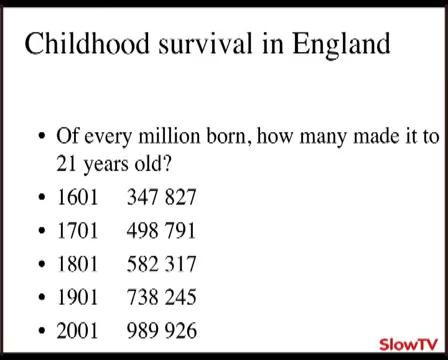 Childhood survival in England
• Of every million born, how many made it to
21 years old?
• 1601 347 827
• 1701 498 791
• 1801 582 317
• 1901 738 245
• 2001 989 926
SlowTV